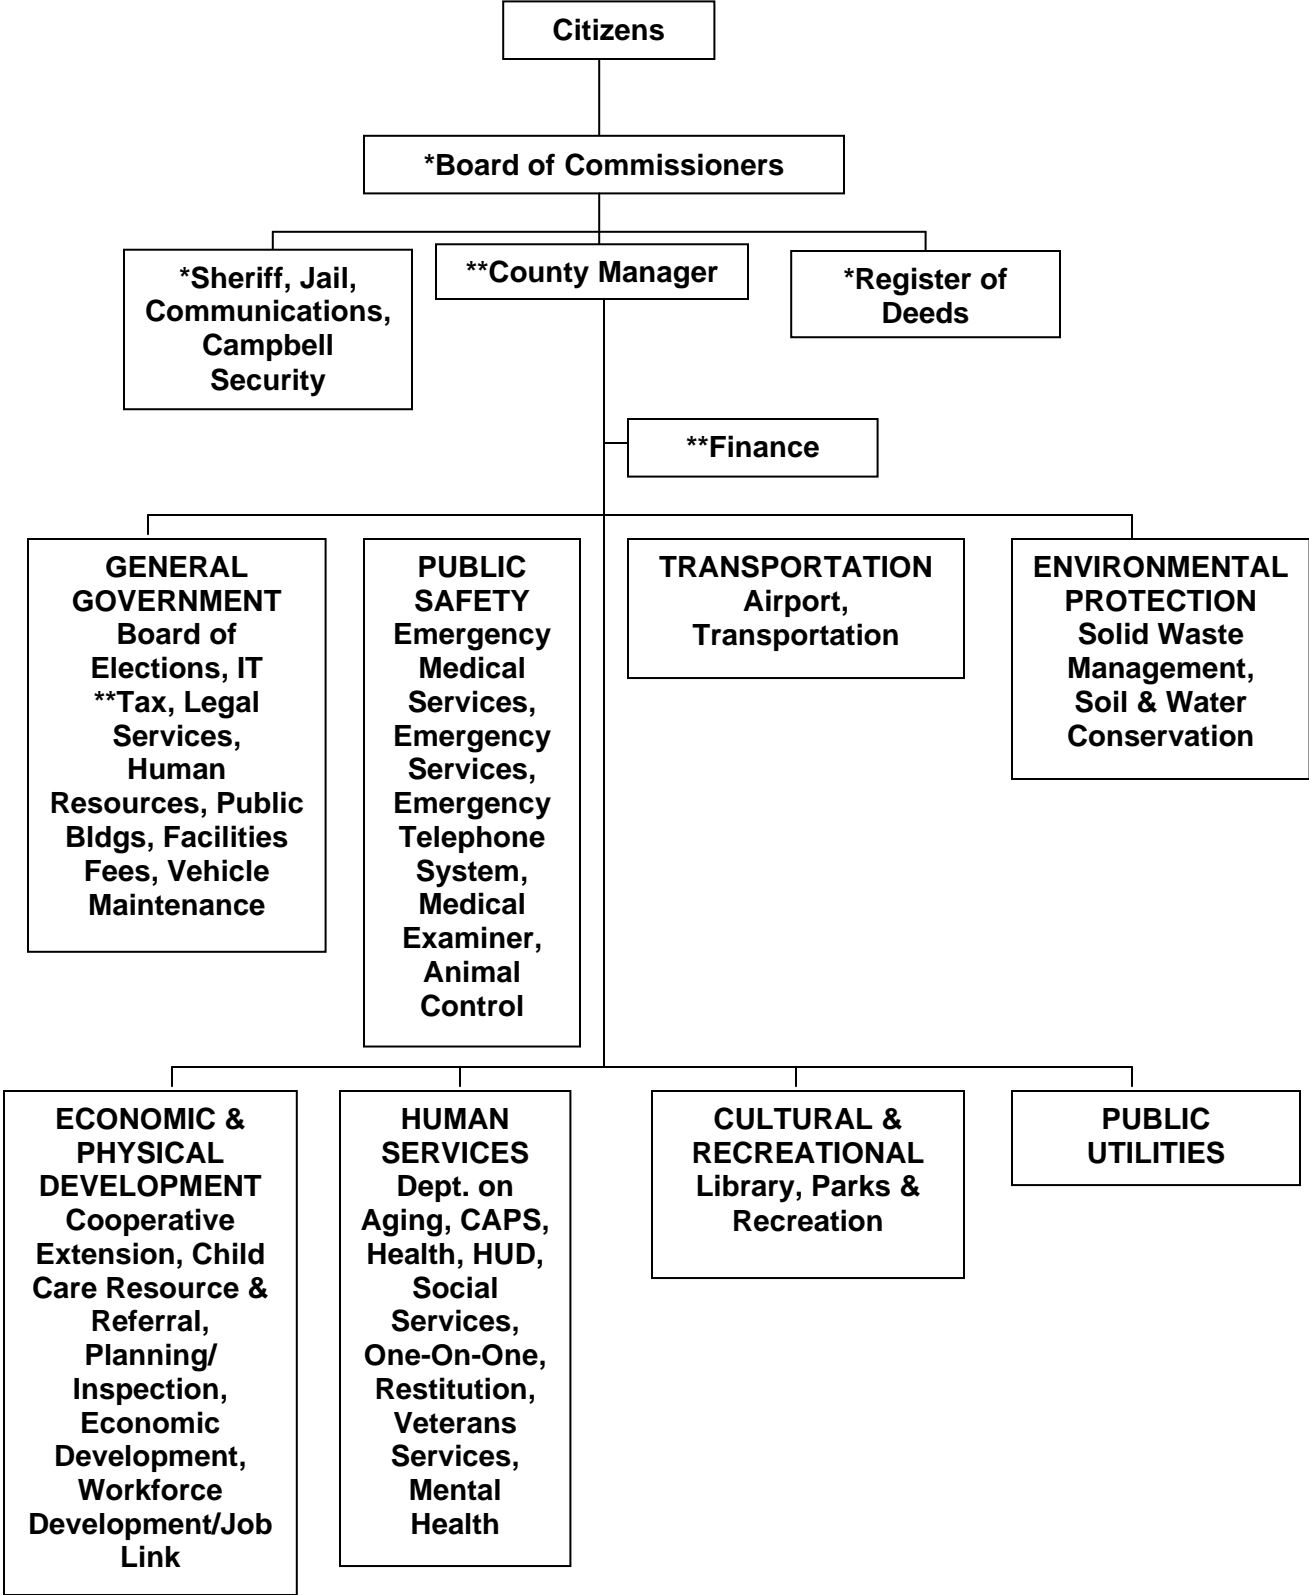 Citizens
*Board of Commissioners
*Sheriff, Jail,
Communications,
Campbell
Security
**County Manager
*Register of
Deeds
**Finance
GENERAL
GOVERNMENT
Board of
Elections, IT
**Tax, Legal
Services,
Human
Resources, Public
Bldgs, Facilities
Fees, Vehicle
Maintenance
PUBLIC
SAFETY
Emergency
Medical
Services,
Emergency
Services,
Emergency
Telephone
System,
Medical
Examiner,
Animal
Control
TRANSPORTATION
Airport,
Transportation
ENVIRONMENTAL
PROTECTION
Solid Waste
Management,
Soil & Water
Conservation
ECONOMIC &
PHYSICAL
DEVELOPMENT
Cooperative
Extension, Child
Care Resource &
Referral,
Planning/
Inspection,
Economic
Development,
Workforce
Development/Job
Link
HUMAN
SERVICES
Dept. on
Aging, CAPS,
Health, HUD,
Social
Services,
One-On-One,
Restitution,
Veterans
Services,
Mental
Health
CULTURAL &
RECREATIONAL
Library, Parks &
Recreation
PUBLIC
UTILITIES